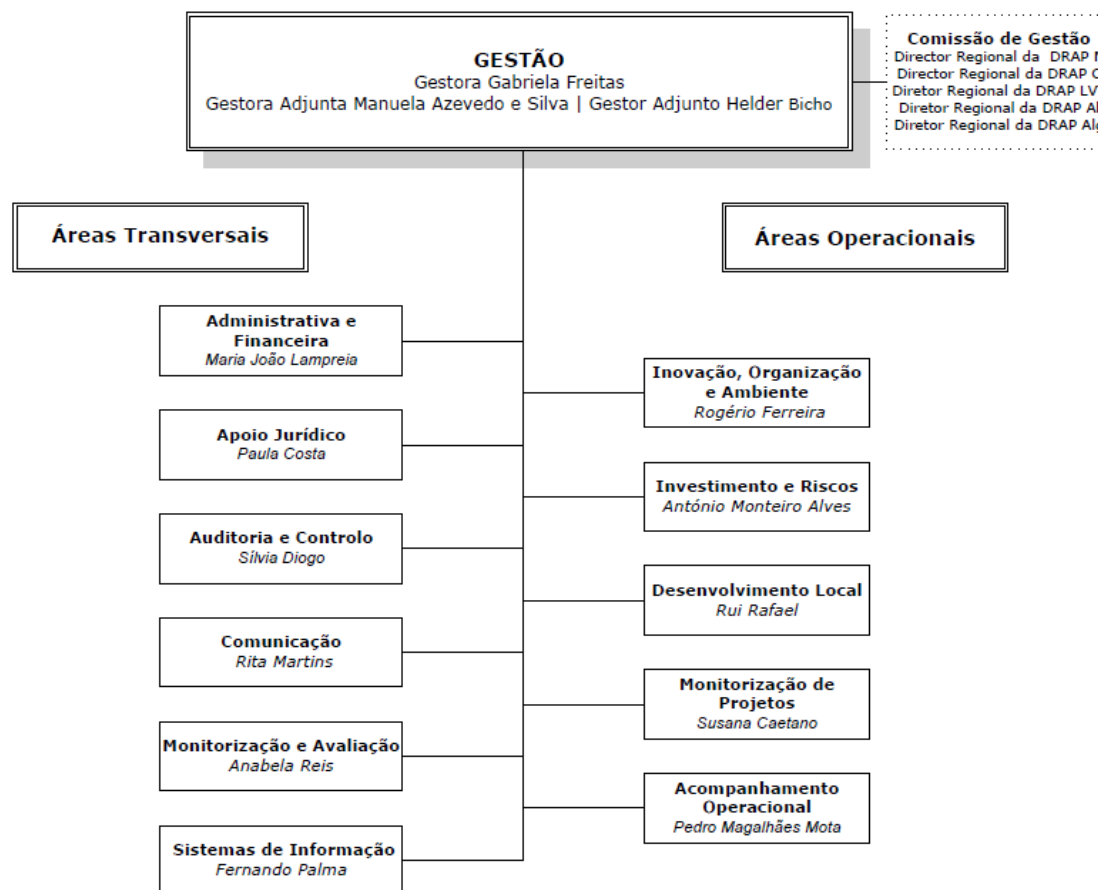 GESTÃO
Gestora Gabriela Freitas
Gestora Adjunta Manuela Azevedo e Silva | Gestor Adjunto Helder Bicho
Comissão de Gestão
Director Regional da DRAP
Director Regional da DRAP
Diretor Regional da DRAP
Diretor Regional da DRAP
Diretor Regional da DRAP
Áreas Transversais
Administrativa e
Financeira
Maria João Lampreia
Apoio Jurídico
Paula Costa
Auditoria e Controlo
Sílvia Diogo
Comunicação
Rita Martins
Monitorização e Avaliação
Anabela Reis
Sistemas de Informação
Fernando Palma
Áreas Operacionais
Inovação, Organização
e Ambiente
Rogério Ferreira
Investimento e Riscos
António Monteiro Alves
Desenvolvimento Local
Rui Rafael
Monitorização de
Projetos
Susana Caetano
Acompanhamento
Operacional
Pedro Magalhães Mota